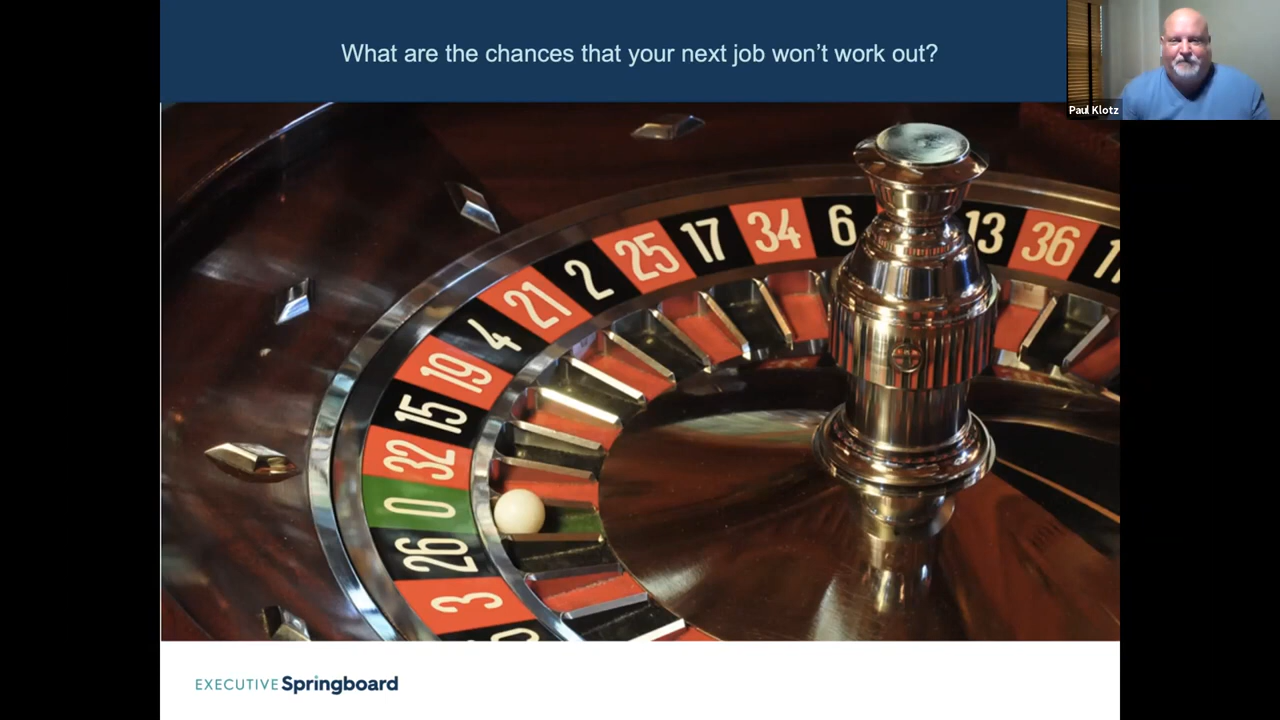 What are the chances that your next job won't work out?
Paul Klotz
25 17 34 6 13 36 11
21 2
19 4
15
32
0
26
3
EXECUTIVE Springboard